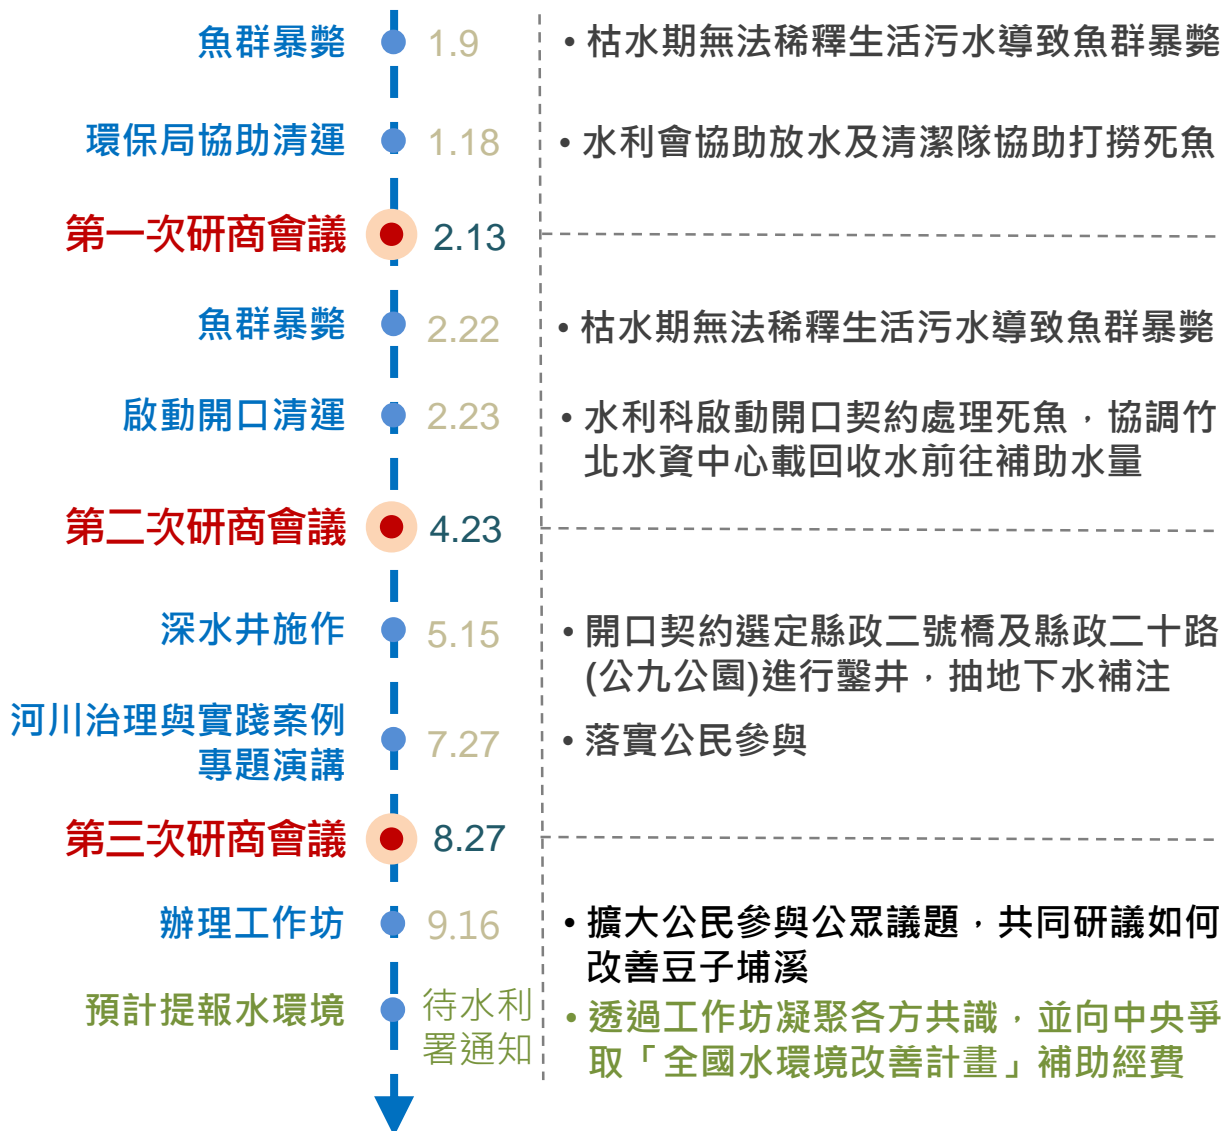 魚群暴斃 1.9 • 枯水期無法稀釋生活污水導致魚群暴斃
環保局協助清運 1.18 • 水利會協助放水及清潔隊協助打撈死魚
第一次研商會議 2.13
魚群暴斃 2.22 • 枯水期無法稀釋生活污水導致魚群暴斃
啟動開口清運 2.23 • 水利科啟動開口契約處理死魚，協調竹
北水資中心載回收水前往補助水量
第二次研商會議 4.23
深水井施作 5.15 • 開口契約選定縣政二號橋及縣政二十路
(公九公園)進行鑿井，抽地下水補注
河川治理與實踐案例
專題演講 7.27 • 落實公民參與
第三次研商會議 8.27
辦理工作坊 9.16 • 擴大公民參與公眾議題，共同研議如何
改善豆子埔溪
預計提報水環境 待水利
署通知
• 透過工作坊凝聚各方共識，並向中央爭
取「全國水環境改善計畫」補助經費